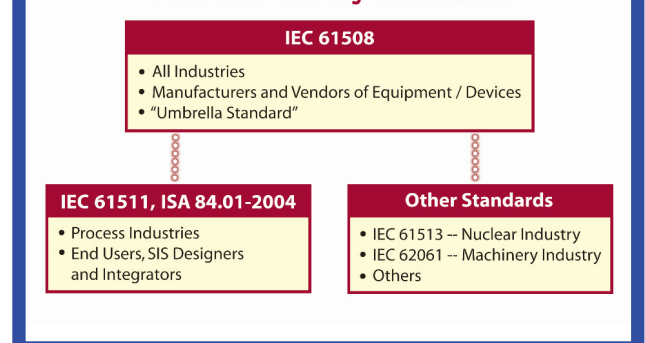 IEC 61508
• All Industries
• Manufacturers and Vendors of Equipment / Devices
• “Umbrella Standard”
IEC 61511, ISA 84.01-2004
• Process Industries
• End Users, SIS Designers
and Integrators
Other Standards
• IEC 61513 -- Nuclear Industry
• IEC 62061 -- Machinery Industry
• Others